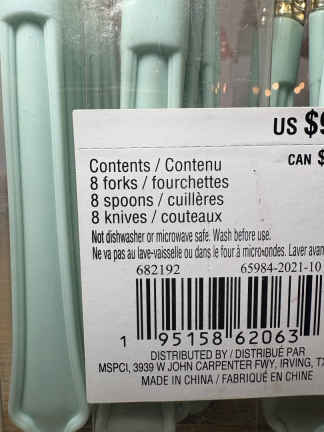 US $
CAN $
Contents / Contenu
8 forks / fourchettes
8 spoons / cuillères
8 knives / couteaux
Not dishwasher or microwave safe. Wash before use.
Ne va pas au lave-vaisselle ou dans le four à micro-ondes. Laver avan
682192 65984-2021-10
1 95158 62063
DISTRIBUTED BY / DISTRIBUÉ PAR
MSPCI, 3939 W JOHN CARPENTER FWY, IRVING, TX
MADE IN CHINA / FABRIQUÉ EN CHINE